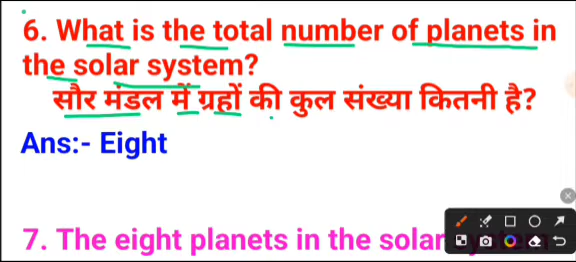 6. What is the total number of planets in
the solar system?
सौर मंडल में ग्रहों की कुल संख्या कितनी है?
Ans:- Eight
7. The eight planets in the solar